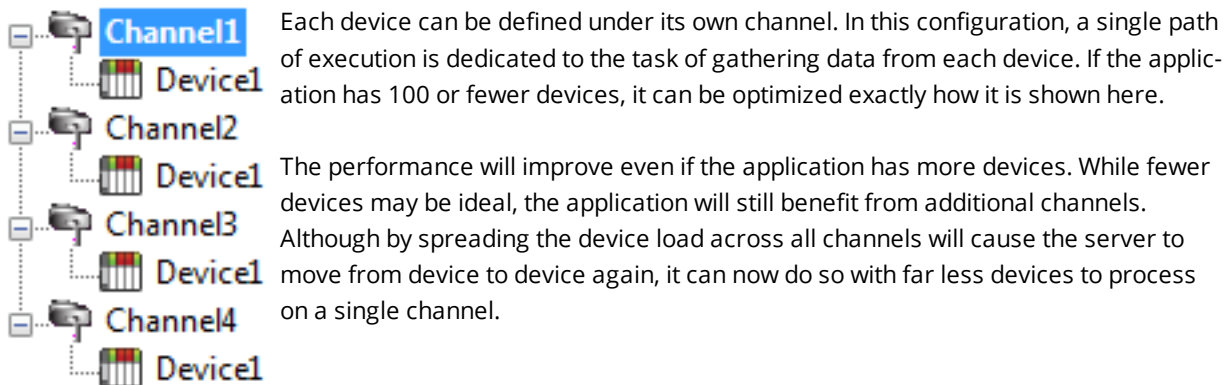 Channel1
Device1
Channel2
Device1
Channel3
Device1
Channel4
Device1
Each device can be defined under its own channel. In this configuration, a single path
of execution is dedicated to the task of gathering data from each device. If the applic-
ation has 100 or fewer devices, it can be optimized exactly how it is shown here.
The performance will improve even if the application has more devices. While fewer
devices may be ideal, the application will still benefit from additional channels.
Although by spreading the device load across all channels will cause the server to
move from device to device again, it can now do so with far less devices to process
on a single channel.